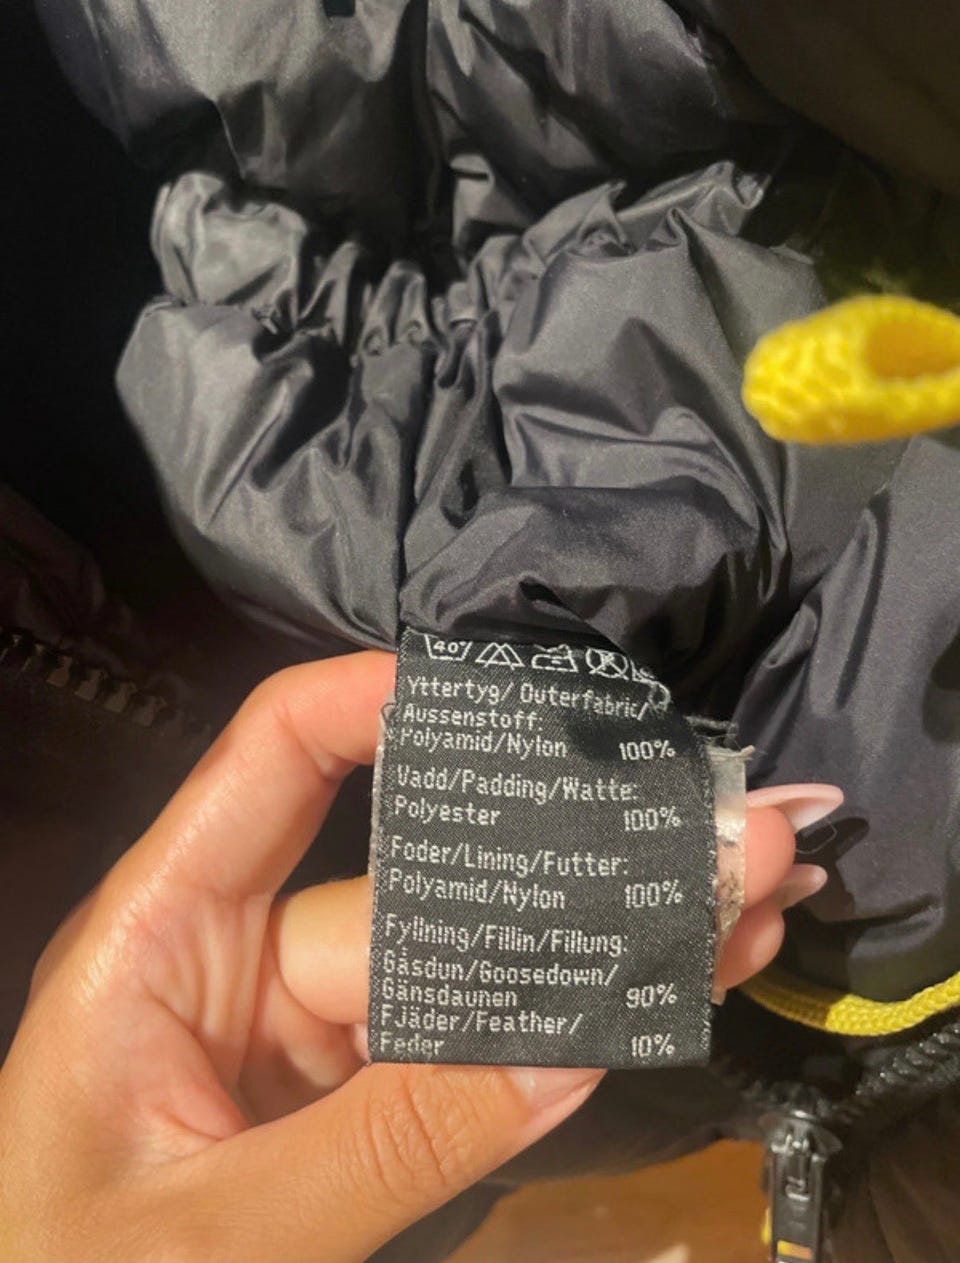 40°
Yttertyg/Outerfabric/
Aussenstoff:
Polyamid/Nylon 100%
Vadd/Padding/Watte:
Polyester 100%
Foder/Lining/Futter:
Polyamid/Nylon 100%
Fyllning/Fillin/Fillung:
Gåsdun/Goosedown/
Gänsdaunen 90%
Fjäder/Feather/
Feder 10%